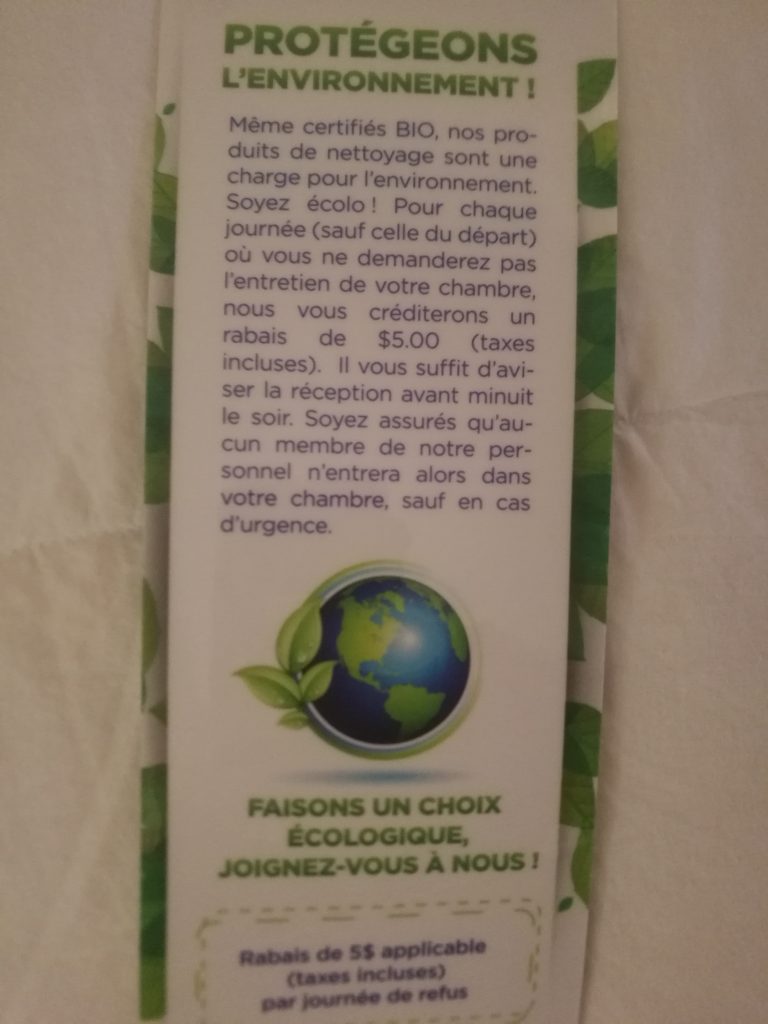 PROTÉGEONS
L'ENVIRONNEMENT !
Même certifiés BIO, nos pro-
duits de nettoyage sont une
charge pour l'environnement.
Soyez écolo ! Pour chaque
journée (sauf celle du départ)
où vous ne demanderez pas
l'entretien de votre chambre,
nous vous créditerons un
rabais de $5.00 (taxes
incluses). Il vous suffit d'avi-
ser la réception avant minuit
le soir. Soyez assurés qu'au-
cun membre de notre per-
sonnel n'entrera alors dans
votre chambre, sauf en cas
d'urgence.
FAISONS UN CHOIX
ÉCOLOGIQUE,
JOIGNEZ-VOUS À NOUS !
Rabais de 5$ applicable
(taxes incluses)
par journée de refus